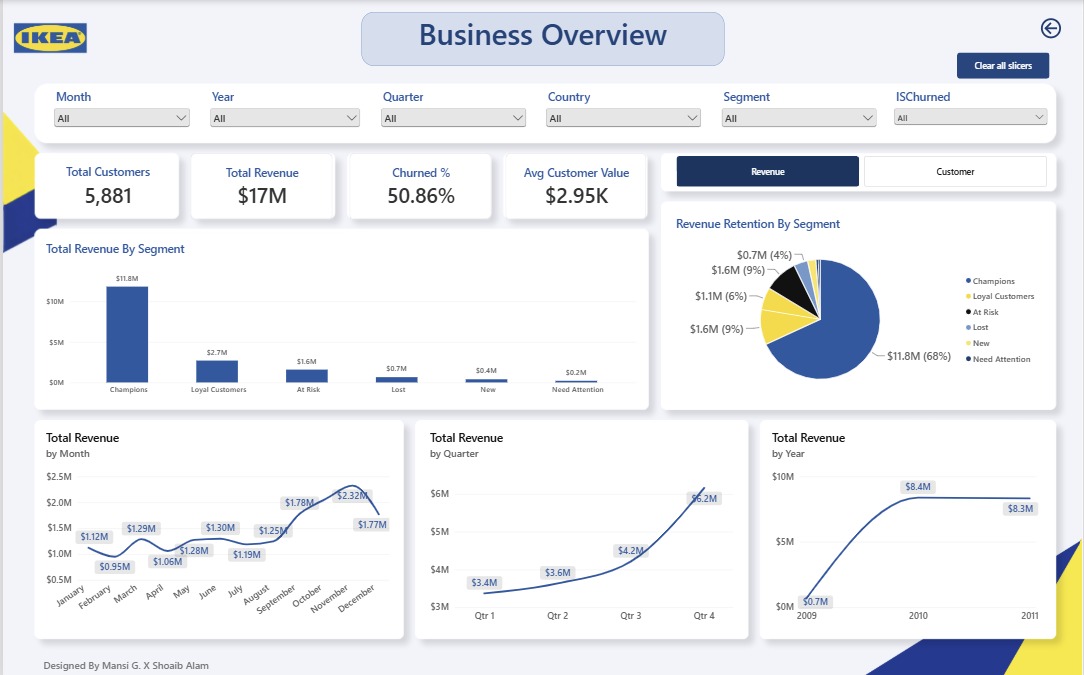 IKEA
Business Overview
Clear all slicers
Month Year Quarter Country Segment ISChurned
All All All All All All
Total Customers
5,881
Total Revenue
$17M
Churned %
50.86%
Avg Customer Value
$2.95K
Revenue Customer
Total Revenue By Segment
$10M
$5M
$0M
$11.8M
$2.7M
$1.6M
$0.7M
$0.4M
$0.2M
Champions Loyal Customers At Risk Lost New Need Attention
Revenue Retention By Segment
$0.7M (4%)
$1.6M (9%)
$1.1M (6%)
$1.6M (9%)
$11.8M (68%)
Champions
Loyal Customers
At Risk
Lost
New
Need Attention
Total Revenue
by Month
$2.5M
$2.0M
$1.5M
$1.0M
$0.5M
$1.12M
$0.95M
$1.29M
$1.06M
$1.28M
$1.30M
$1.19M
$1.25M
$1.78M
$2.32M
$1.77M
January February March April May June July August September October November December
Total Revenue
by Quarter
$6M
$5M
$4M
$3M
$3.4M
$3.6M
$4.2M
$6.2M
Qtr 1 Qtr 2 Qtr 3 Qtr 4
Total Revenue
by Year
$10M
$5M
$0M
$0.7M
$8.4M
$8.3M
2009 2010 2011
Designed By Mansi G. X Shoaib Alam